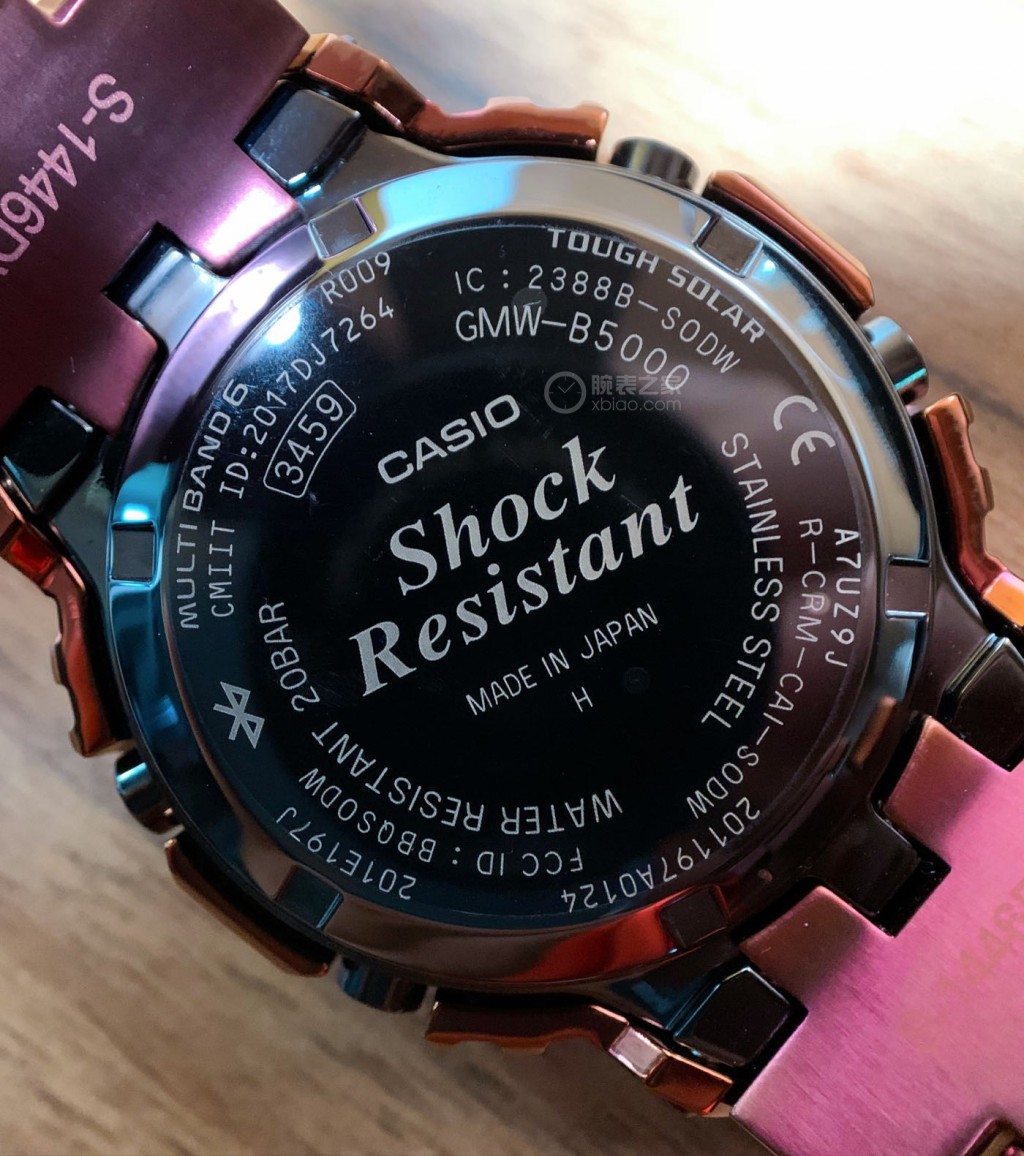 S-1446D
TOUGH SOLAR
IC : 2388B-SODW
GMW-B5000
MULTI BAND 6
R009
CMIIT ID:2017DJ7264
3459
CE
CASIO
Shock
Resistant
MADE IN JAPAN
H
STAINLESS STEEL
A7UZ9J
R-CRM-CAI-SODW
WATER RESISTANT 20BAR
FCC ID : BBQSODW
201197A0124
201E197J
腕表之家
xbiao.com